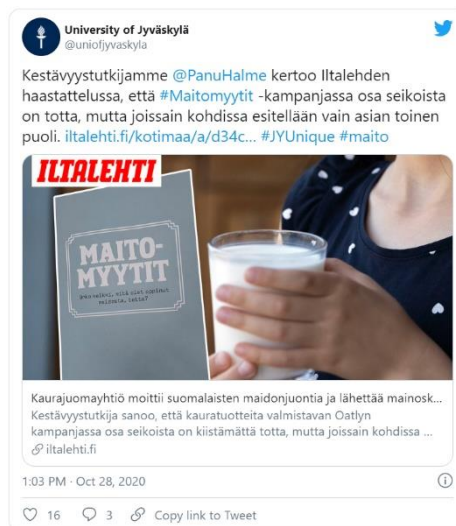 University of Jyväskylä
@uniofjyvaskyla
Kestävyystutkijamme @PanuHalme kertoo Iltalehden
haastattelussa, että #Maitomyytit -kampanjassa osa seikoista
on totta, mutta joissain kohdissa esitellään vain asian toinen
puoli. iltalehti.fi/kotimaa/a/d34c... #JYUnique #maito
ILTALEHTI
MAITO-
MYYTIT
Kaurajuomayhtiö moittii suomalaisten maidonjuontia ja lähettää mainosk...
Kestävyystutkija sanoo, että kauratuotteita valmistavan Oatlyn
kampanjassa osa seikoista on kiistämättä totta, mutta joissain kohdissa ...
iltalehti.fi
1:03 PM · Oct 28, 2020
16 3 Copy link to Tweet